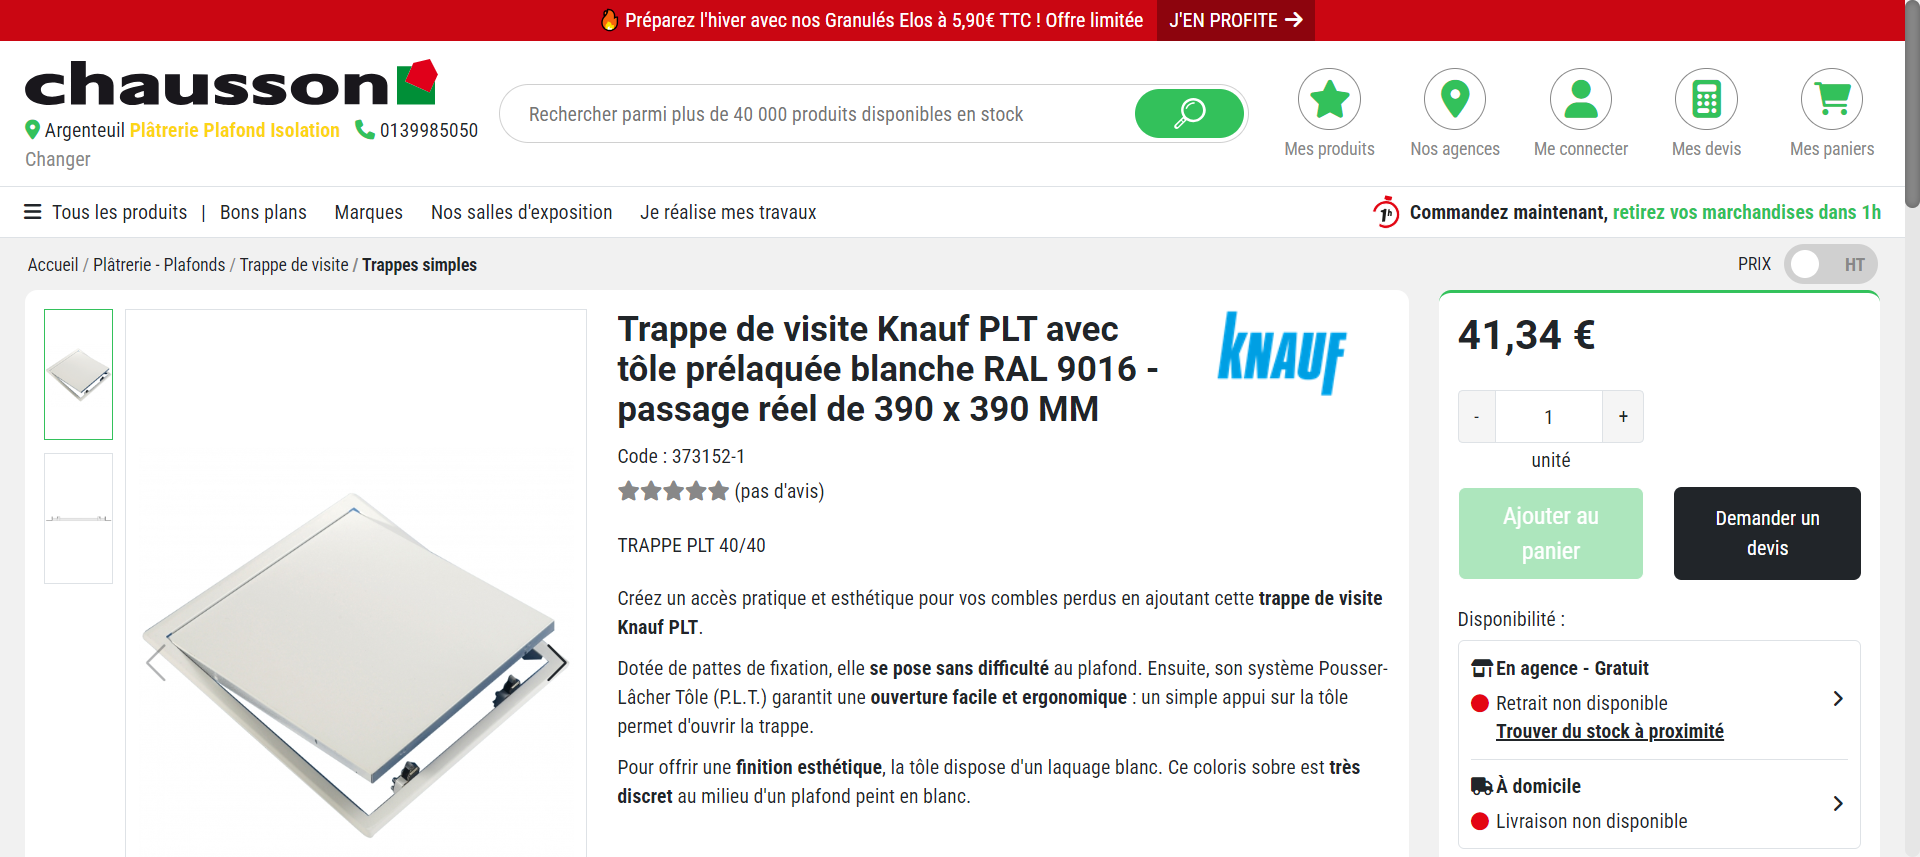 Préparez l'hiver avec nos Granulés Elos à 5,90€ TTC ! Offre limitée
J'EN PROFITE
chausson
Rechercher parmi plus de 40 000 produits disponibles en stock
Argenteuil Plâtrerie Plafond Isolation 0139985050
Changer
Mes produits
Nos agences
Me connecter
Mes devis
Mes paniers
Tous les produits | Bons plans Marques Nos salles d'exposition Je réalise mes travaux
1h Commandez maintenant, retirez vos marchandises dans 1h
Accueil / Plâtrerie - Plafonds / Trappe de visite / Trappes simples
PRIX HT
Trappe de visite Knauf PLT avec
tôle prélaquée blanche RAL 9016 -
passage réel de 390 x 390 MM
KNAUF
Code : 373152-1
(pas d'avis)
TRAPPE PLT 40/40
Créez un accès pratique et esthétique pour vos combles perdus en ajoutant cette trappe de visite
Knauf PLT.
Dotée de pattes de fixation, elle se pose sans difficulté au plafond. Ensuite, son système Pousser-
Lâcher Tôle (P.L.T.) garantit une ouverture facile et ergonomique : un simple appui sur la tôle
permet d'ouvrir la trappe.
Pour offrir une finition esthétique, la tôle dispose d'un laquage blanc. Ce coloris sobre est très
discret au milieu d'un plafond peint en blanc.
41,34 €
- 1 +
unité
Ajouter au
panier
Demander un
devis
Disponibilité :
En agence - Gratuit
Retrait non disponible
Trouver du stock à proximité
À domicile
Livraison non disponible